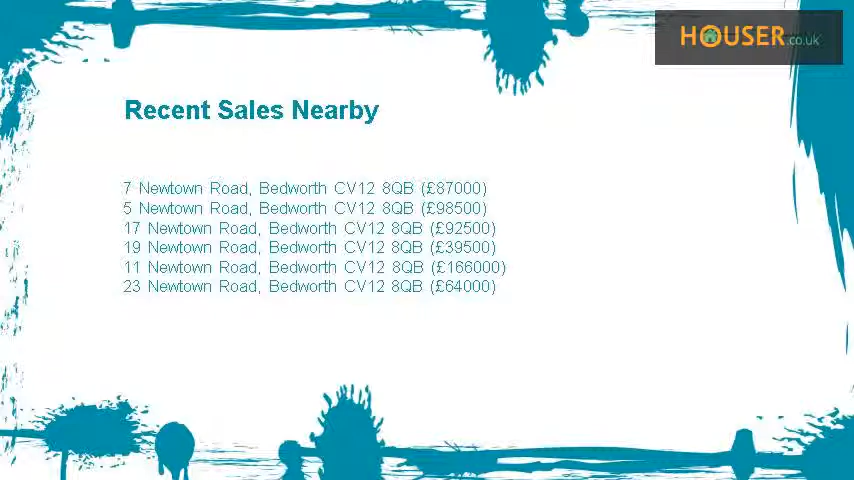 HOUSER.co.uk
Recent Sales Nearby
7 Newtown Road, Bedworth CV12 8QB (£87000)
5 Newtown Road, Bedworth CV12 8QB (£98500)
17 Newtown Road, Bedworth CV12 8QB (£92500)
19 Newtown Road, Bedworth CV12 8QB (£39500)
11 Newtown Road, Bedworth CV12 8QB (£166000)
23 Newtown Road, Bedworth CV12 8QB (£64000)